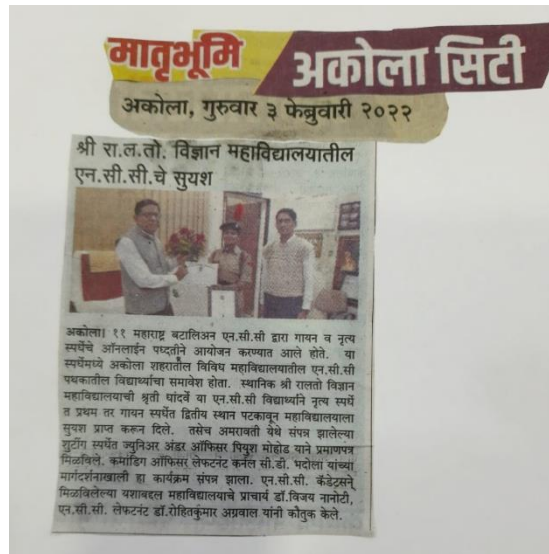 मातृभूमि
अकोला सिटी
अकोला, गुरुवार ३ फेब्रुवारी २०२२
श्री रा.ल.तो. विज्ञान महाविद्यालयातील
एन.सी.सी.चे सुयश
अकोला। ११ महाराष्ट्र बटालिअन एन.सी.सी द्वारा गायन व नृत्य
स्पर्धेचे ऑनलाईन पध्दतीने आयोजन करण्यात आले होते. या
स्पर्धेमध्ये अकोला शहरातील विविध महाविद्यालयातील एन.सी.सी
पथकातील विद्यार्थ्यांचा समावेश होता. स्थानिक श्री रालतो विज्ञान
महाविद्यालयाची श्रृती धांदर्वे या एन.सी.सी विद्यार्थ्याने नृत्य स्पर्धे
त प्रथम तर गायन स्पर्धेत द्वितीय स्थान पटकावून महाविद्यालयाला
सुयश प्राप्त करून दिले. तसेच अमरावती येथे संपन्न झालेल्या
शुटींग स्पर्धेत ज्युनिअर अंडर ऑफिसर पियुश मोहोड याने प्रमाणपत्र
मिळविले. कमांडिग ऑफिसर लेफ्टनंट कर्नल सी.डी. भदोला यांच्या
मार्गदर्शनाखाली हा कार्यक्रम संपन्न झाला. एन.सी.सी. कॅडेट्सने
मिळविलेल्या यशाबद्दल महाविद्यालयाचे प्राचार्य डॉ.विजय नानोटी,
एन.सी.सी. लेफ्टनंट डॉ.रोहितकुमार अग्रवाल यांनी कौतुक केले.